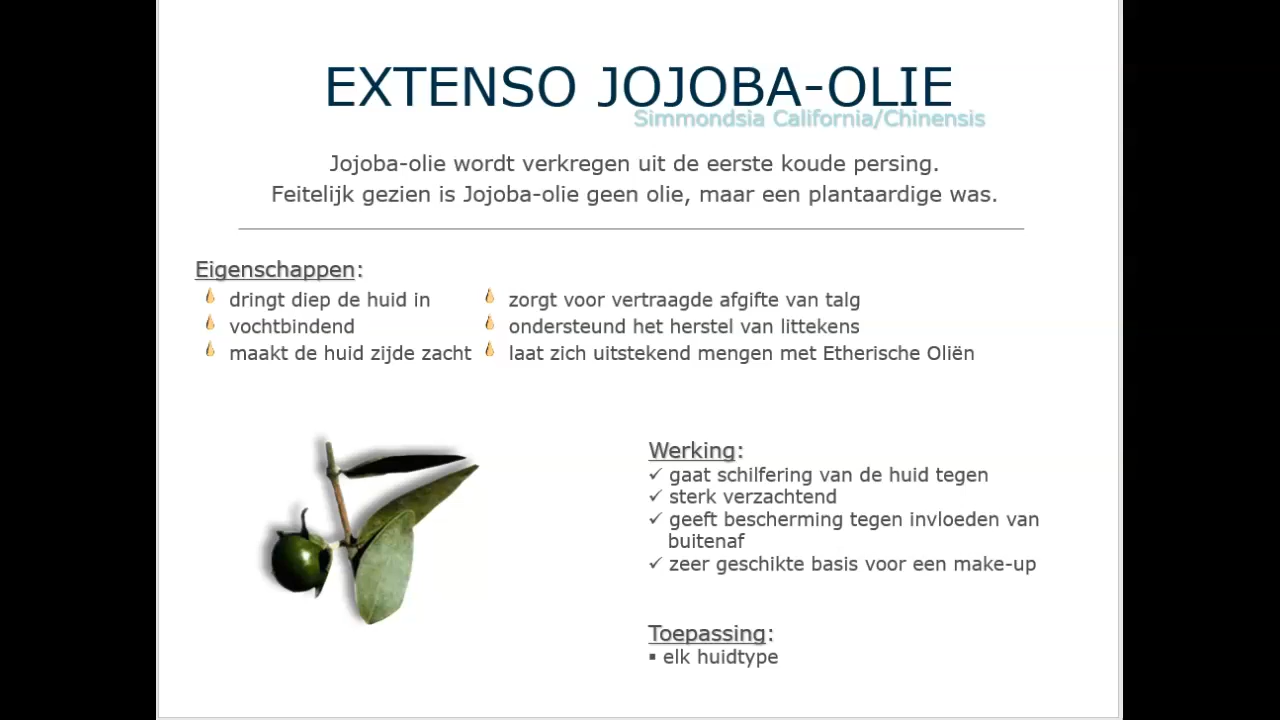 EXTENSO JOJOBA-OLIE
Simmondsia California/Chinensis
Jojoba-olie wordt verkregen uit de eerste koude persing.
Feitelijk gezien is Jojoba-olie geen olie, maar een plantaardige was.
Eigenschappen:
dringt diep de huid in
vochtbindend
maakt de huid zijde zacht
zorgt voor vertraagde afgifte van talg
ondersteund het herstel van littekens
laat zich uitstekend mengen met Etherische Oliën
Werking:
✓ gaat schilfering van de huid tegen
✓ sterk verzachtend
✓ geeft bescherming tegen invloeden van
buitenaf
✓ zeer geschikte basis voor een make-up
Toepassing:
▪ elk huidtype